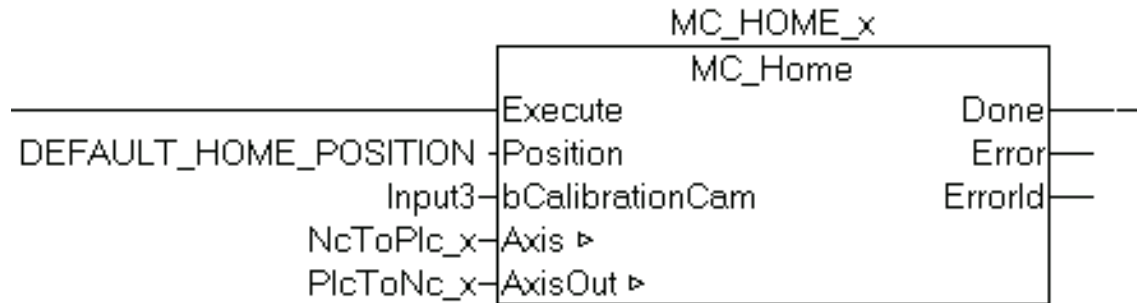 MC_HOME_x
MC_Home
Execute Done
DEFAULT_HOME_POSITION Position Error
Input3 bCalibrationCam ErrorId
NcToPlc_x Axis
PlcToNc_x AxisOut